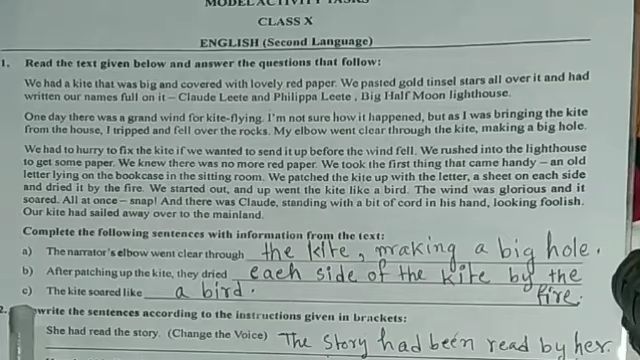 MODEL ACTIVITY TASKS
CLASS X
ENGLISH (Second Language)
1. Read the text given below and answer the questions that follow:
We had a kite that was big and covered with lovely red paper. We pasted gold tinsel stars all over it and had
written our names full on it – Claude Leete and Philippa Leete , Big Half Moon lighthouse.
One day there was a grand wind for kite-flying. I'm not sure how it happened, but as I was bringing the kite
from the house, I tripped and fell over the rocks. My elbow went clear through the kite, making a big hole.
We had to hurry to fix the kite if we wanted to send it up before the wind fell. We rushed into the lighthouse
to get some paper. We knew there was no more red paper. We took the first thing that came handy – an old
letter lying on the bookcase in the sitting room. We patched the kite up with the letter, a sheet on each side
and dried it by the fire. We started out, and up went the kite like a bird. The wind was glorious and it
soared. All at once – snap! And there was Claude, standing with a bit of cord in his hand, looking foolish.
Our kite had sailed away over to the mainland.
Complete the following sentences with information from the text:
a) The narrator's elbow went clear through the kite, making a big hole.
b) After patching up the kite, they dried each side of the kite by the
fire.
c) The kite soared like a bird.
2. ewrite the sentences according to the instructions given in brackets:
She had read the story. (Change the Voice) The story had been read by her.